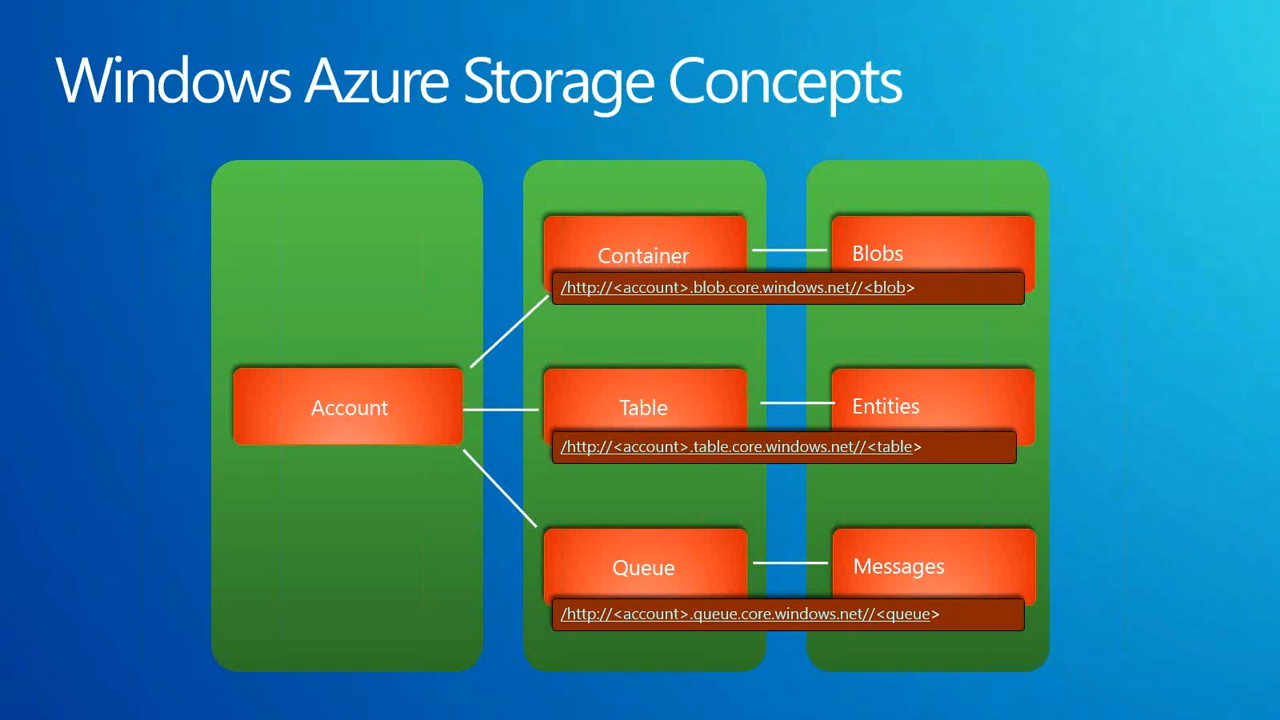 Windows Azure Storage Concepts
Container
Blobs
/http://<account>.blob.core.windows.net//<blob>
Account
Table
Entities
/http://<account>.table.core.windows.net//<table>
Queue
Messages
/http://<account>.queue.core.windows.net//<queue>